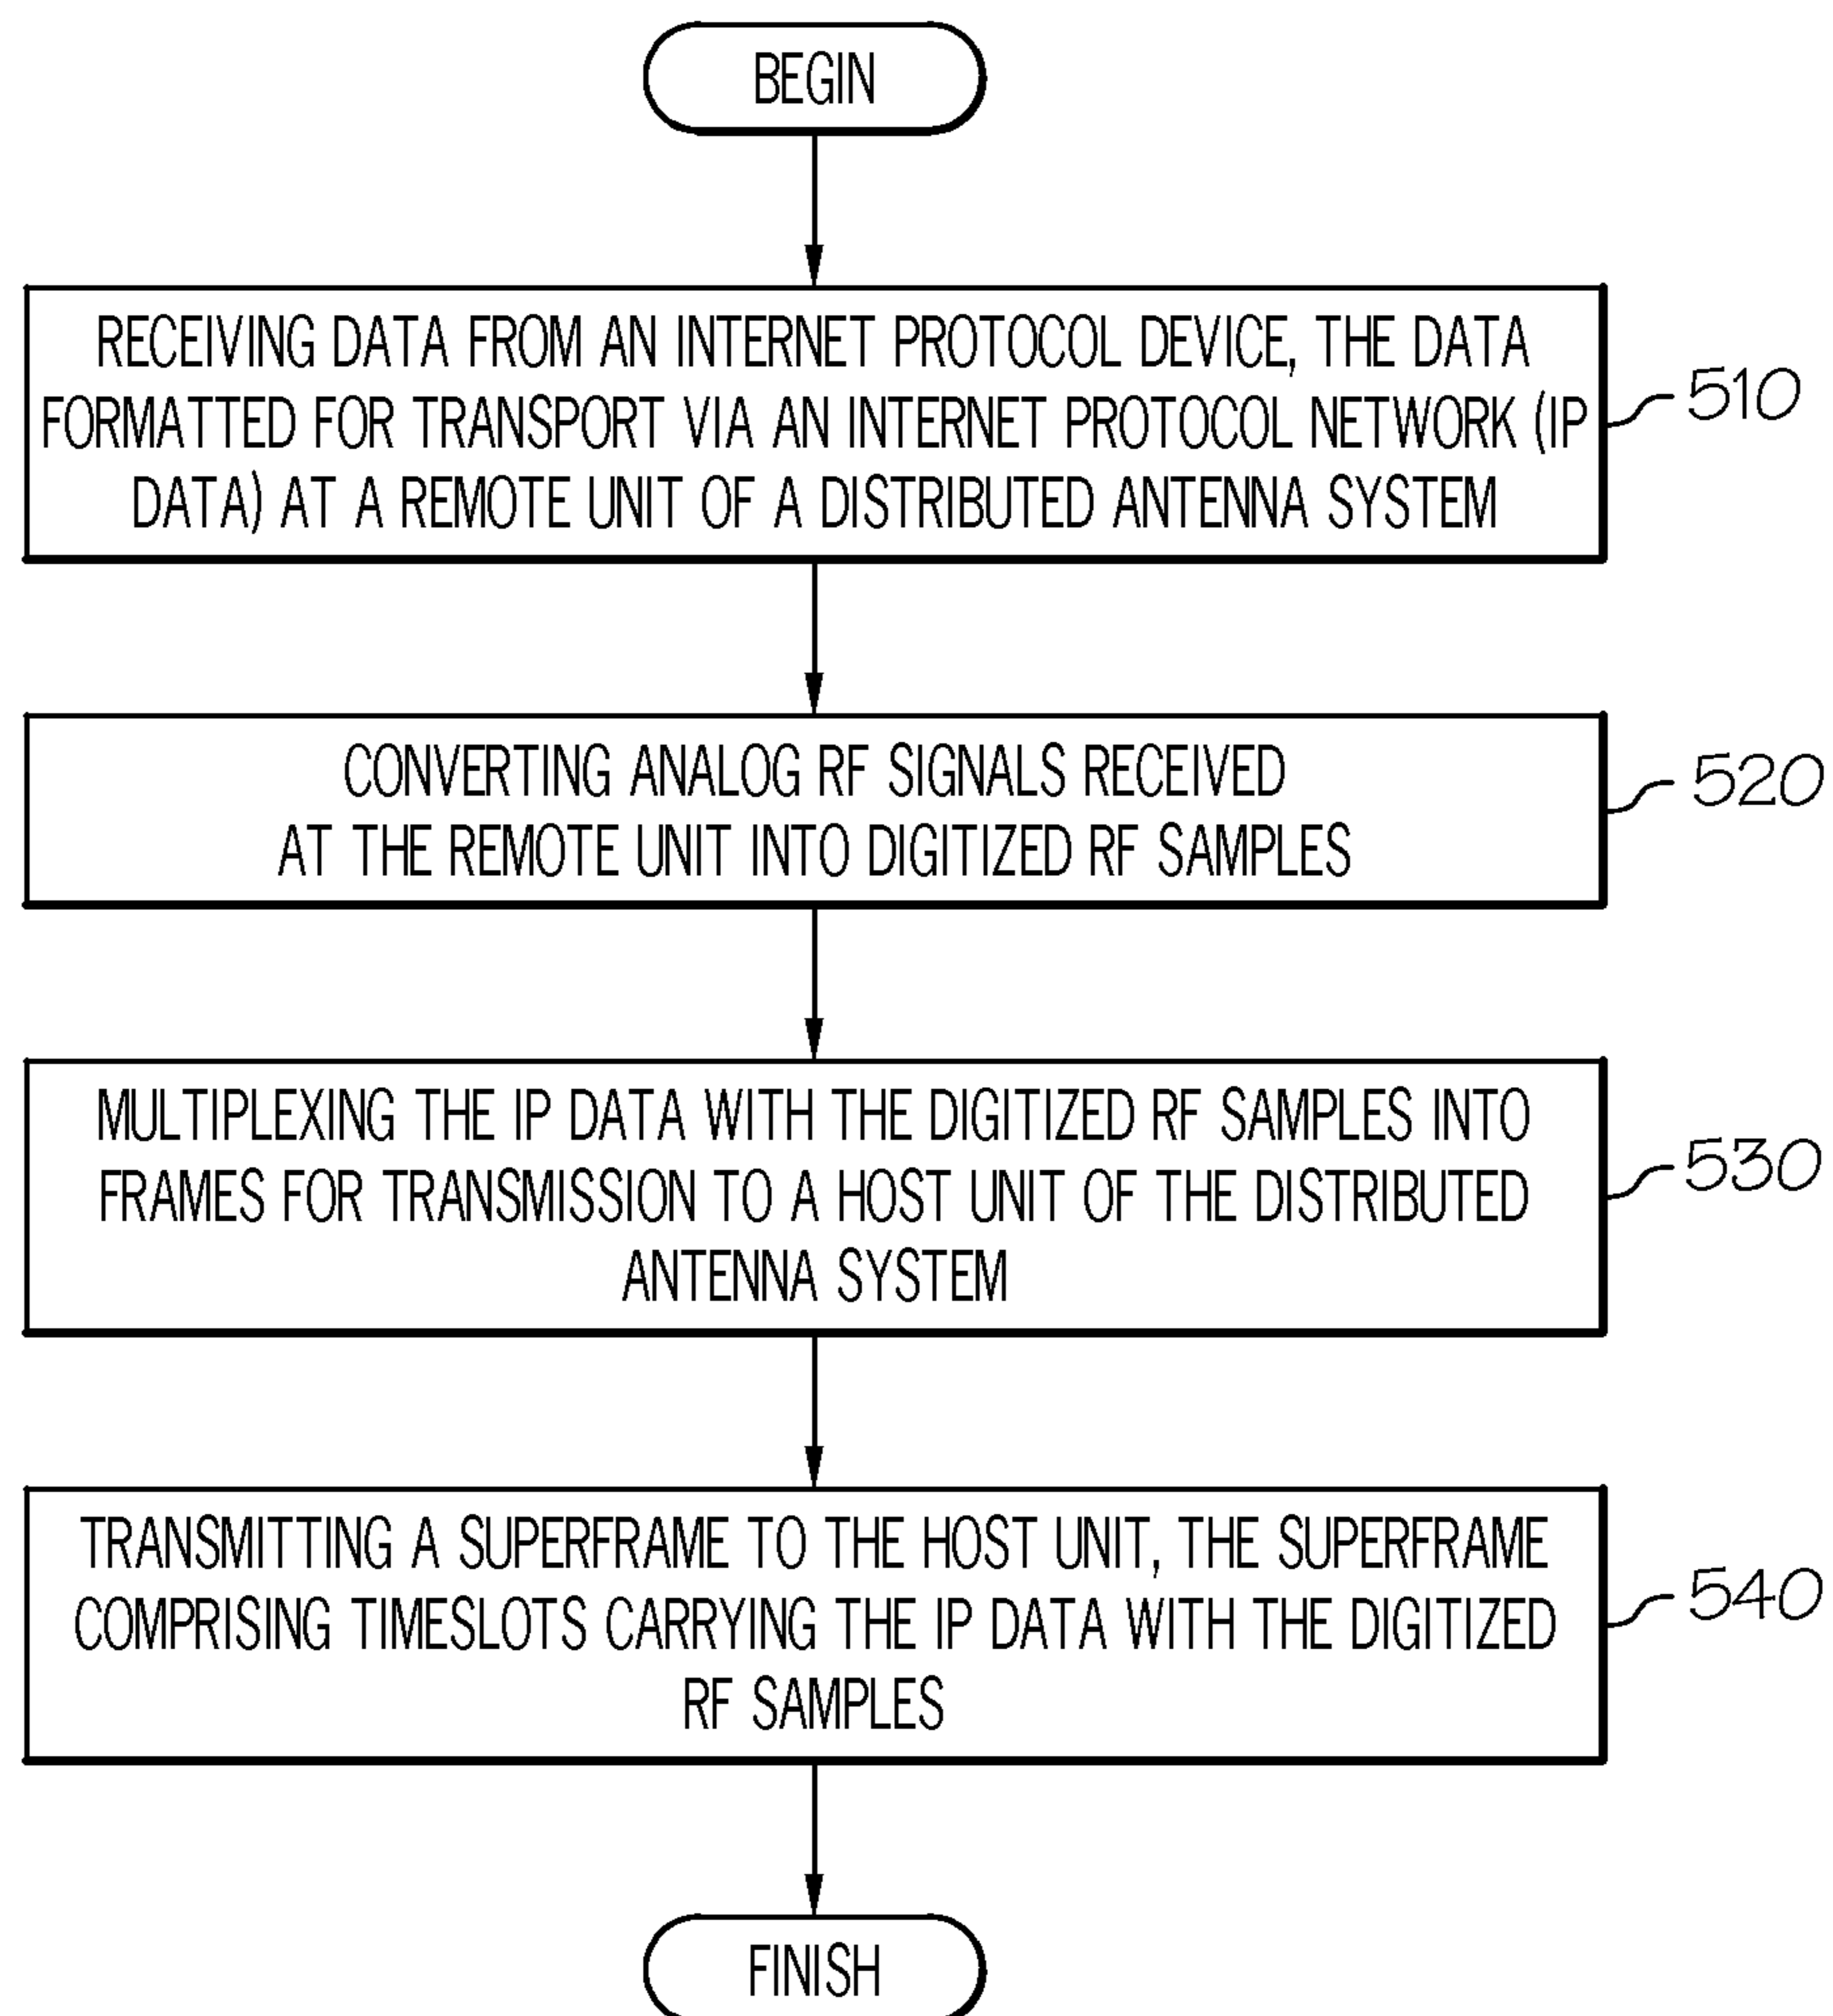 BEGIN
RECEIVING DATA FROM AN INTERNET PROTOCOL DEVICE, THE DATA
FORMATTED FOR TRANSPORT VIA AN INTERNET PROTOCOL NETWORK (IP
DATA) AT A REMOTE UNIT OF A DISTRIBUTED ANTENNA SYSTEM
510
CONVERTING ANALOG RF SIGNALS RECEIVED
AT THE REMOTE UNIT INTO DIGITIZED RF SAMPLES
520
MULTIPLEXING THE IP DATA WITH THE DIGITIZED RF SAMPLES INTO
FRAMES FOR TRANSMISSION TO A HOST UNIT OF THE DISTRIBUTED
ANTENNA SYSTEM
530
TRANSMITTING A SUPERFRAME TO THE HOST UNIT, THE SUPERFRAME
COMPRISING TIMESLOTS CARRYING THE IP DATA WITH THE DIGITIZED
RF SAMPLES
540
FINISH